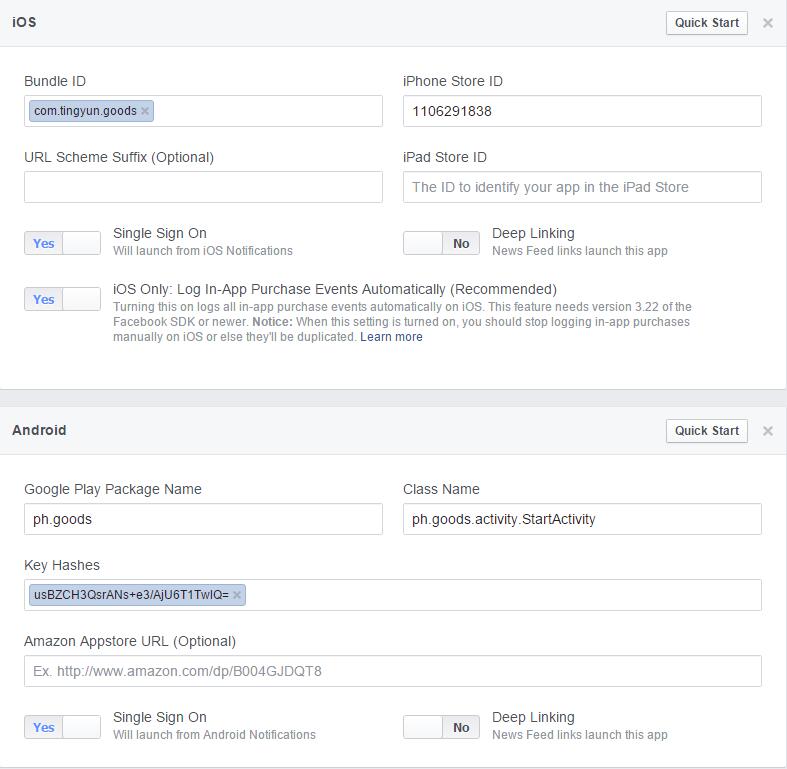 iOS
Quick Start
Bundle ID
iPhone Store ID
com.tingyun.goods
1106291838
URL Scheme Suffix (Optional)
iPad Store ID
The ID to identify your app in the iPad Store
Yes
Single Sign On
Will launch from iOS Notifications
No
Deep Linking
News Feed links launch this app
Yes
iOS Only: Log In-App Purchase Events Automatically (Recommended)
Turning this on logs all in-app purchase events automatically on iOS. This feature needs version 3.22 of the
Facebook SDK or newer. Notice: When this setting is turned on, you should stop logging in-app purchases
manually on iOS or else they'll be duplicated. Learn more
Android
Quick Start
Google Play Package Name
Class Name
ph.goods
ph.goods.activity.StartActivity
Key Hashes
usBZCH3QsrANs+e3/AjU6T1TwIQ=
Amazon Appstore URL (Optional)
Ex. http://www.amazon.com/dp/B004GJDQT8
Yes
Single Sign On
Will launch from Android Notifications
No
Deep Linking
News Feed links launch this app